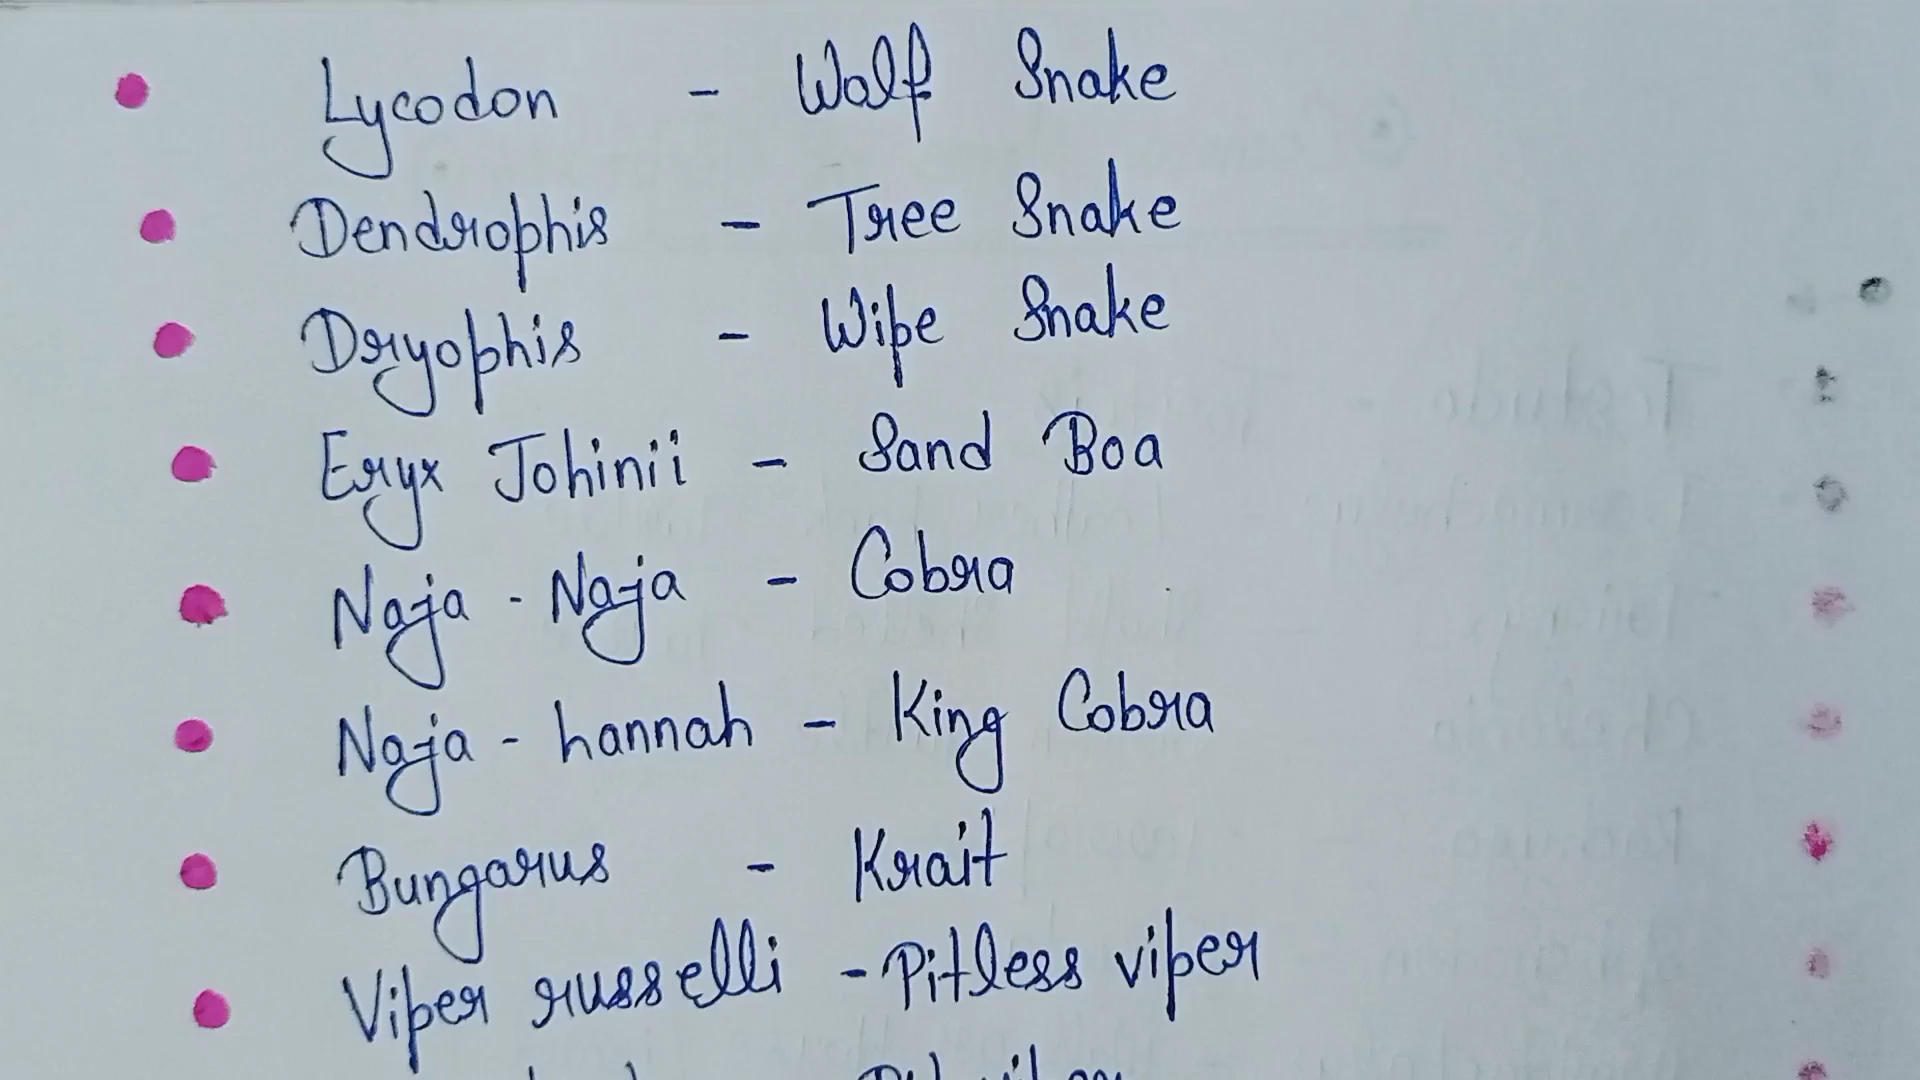 Lycodon - Wolf Snake
Dendrophis - Tree Snake
Dryophis - Wipe Snake
Eryx Johinii - Sand Boa
Naja - Naja - Cobra
Naja - hannah - King Cobra
Bungarus - Krait
Viper russelli - Pitless viper